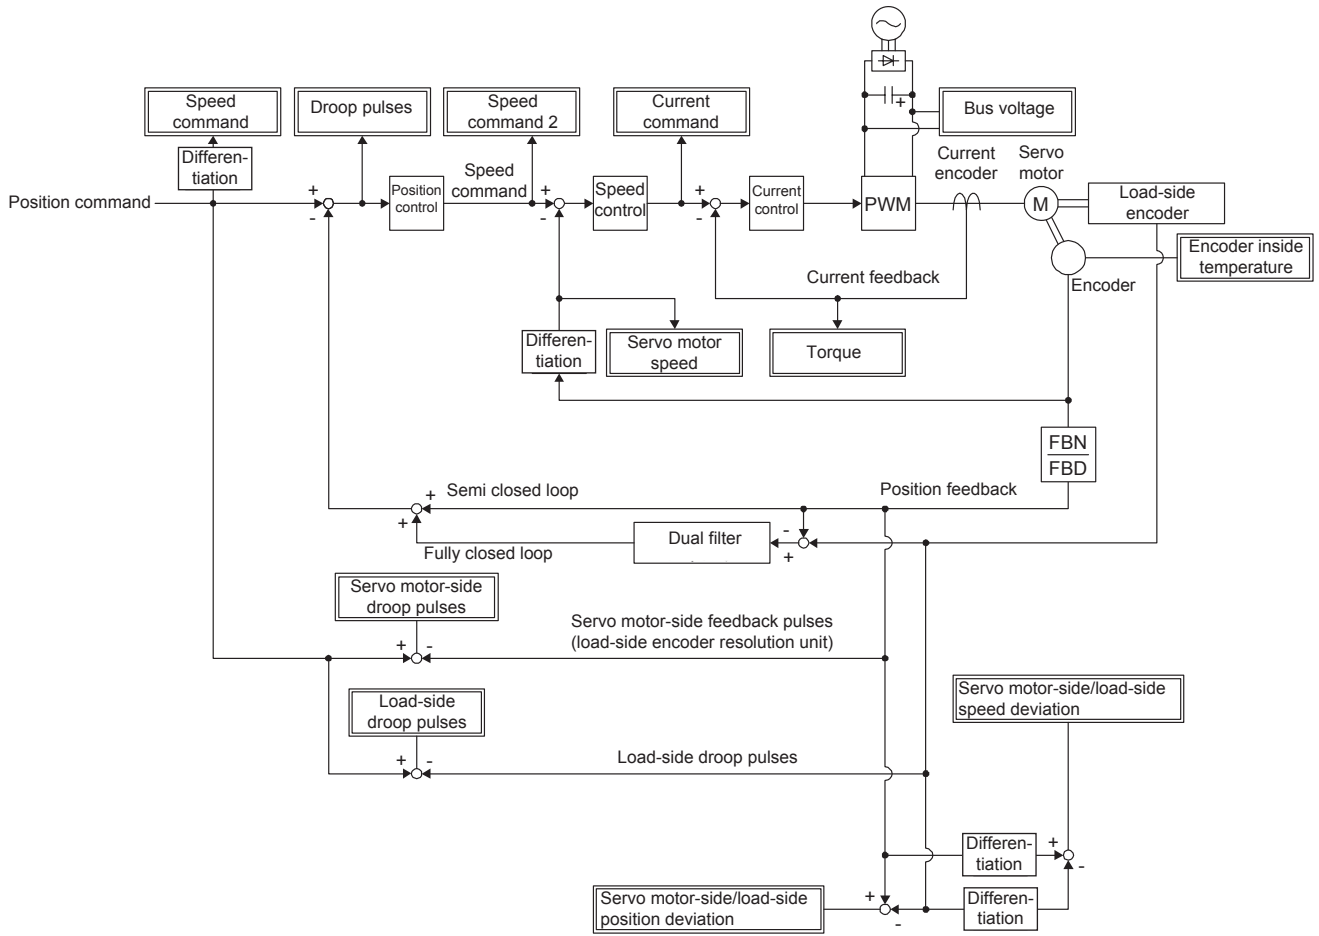 Speed
command
Droop pulses
Speed
command 2
Current
command
+
Bus voltage
Differen-
tiation
Speed
command
Current
encoder
Servo
motor
Position command
+
-
Position
control
+
-
Speed
control
+
-
Current
control
PWM
M
Load-side
encoder
Encoder inside
temperature
Current feedback
Encoder
Differen-
tiation
Servo motor
speed
Torque
FBN
FBD
+
Semi closed loop
Position feedback
+
Fully closed loop
Dual filter
-
+
Servo motor-side
droop pulses
Servo motor-side feedback pulses
(load-side encoder resolution unit)
+
-
Load-side
droop pulses
Servo motor-side/load-side
speed deviation
+
-
Load-side droop pulses
Differen-
tiation
+
-
Servo motor-side/load-side
position deviation
+
-
Differen-
tiation